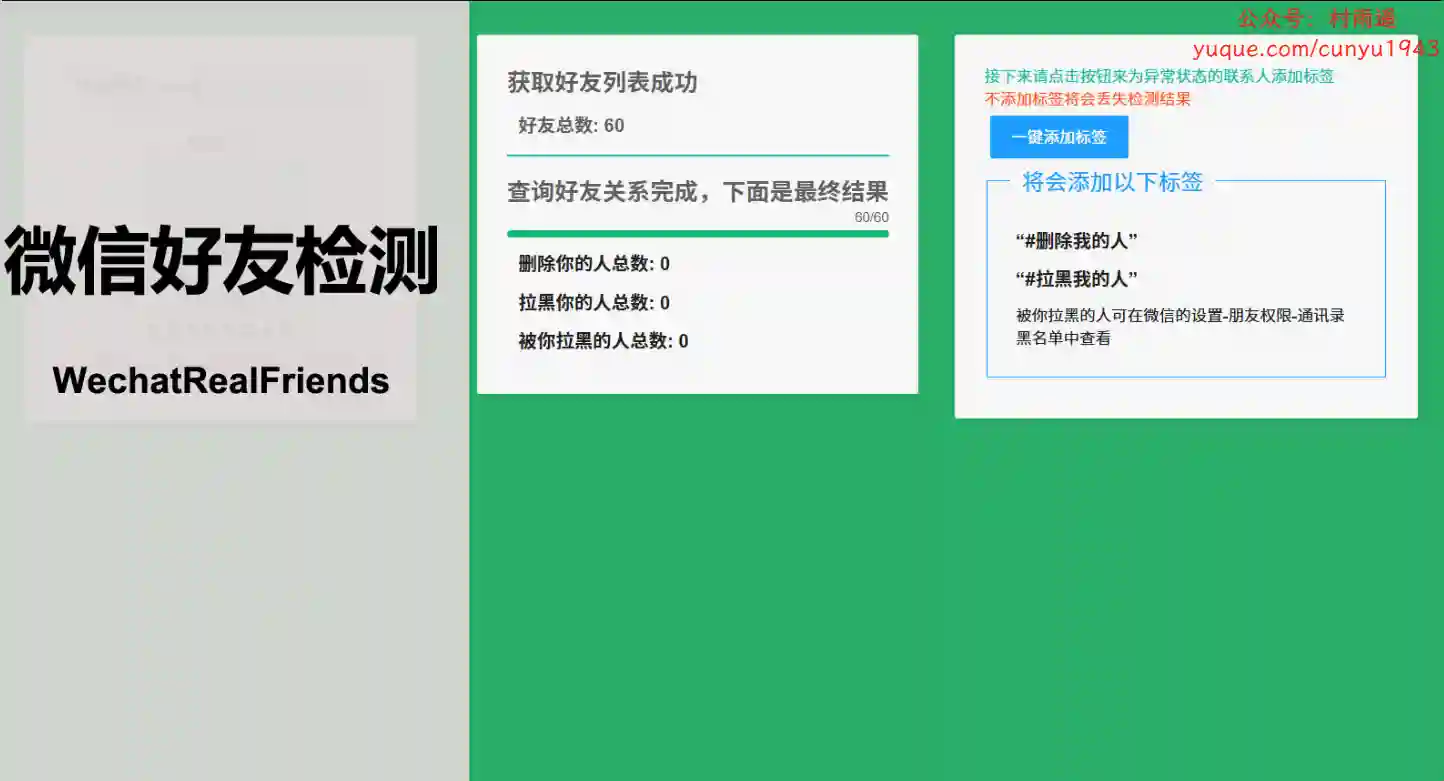 微信好友检测
WechatRealFriends
获取好友列表成功
好友总数: 60
查询好友关系完成，下面是最终结果
60/60
删除你的人总数: 0
拉黑你的人总数: 0
被你拉黑的人总数: 0
公众号：村雨遥
yuque.com/cunyu1943
接下来请点击按钮来为异常状态的联系人添加标签
不添加标签将会丢失检测结果
一键添加标签
将会添加以下标签
“#删除我的人”
“#拉黑我的人”
被你拉黑的人可在微信的设置-朋友权限-通讯录
黑名单中查看